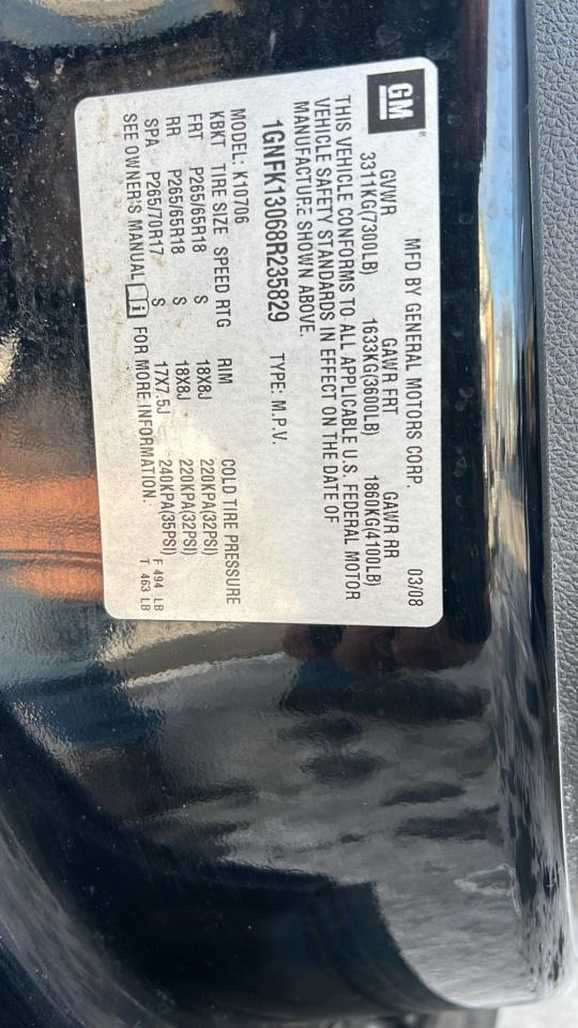 GM®
MFD BY GENERAL MOTORS CORP. 03/08
GVWR GAWR FRT GAWR RR
3311KG(7300LB) 1633KG(3600LB) 1860KG(4100LB)
THIS VEHICLE CONFORMS TO ALL APPLICABLE U.S. FEDERAL MOTOR
VEHICLE SAFETY STANDARDS IN EFFECT ON THE DATE OF
MANUFACTURE SHOWN ABOVE.
1GNFK13068R235829 TYPE: M.P.V.
MODEL: K10706
KBKT TIRE SIZE SPEED RTG RIM COLD TIRE PRESSURE
FRT P265/65R18 S 18X8J 220KPA(32PSI)
RR P265/65R18 S 18X8J 220KPA(32PSI)
SPA P265/70R17 S 17X7.5J 240KPA(35PSI)
SEE OWNER'S MANUAL i FOR MORE INFORMATION.
F 494 LB
T 463 LB